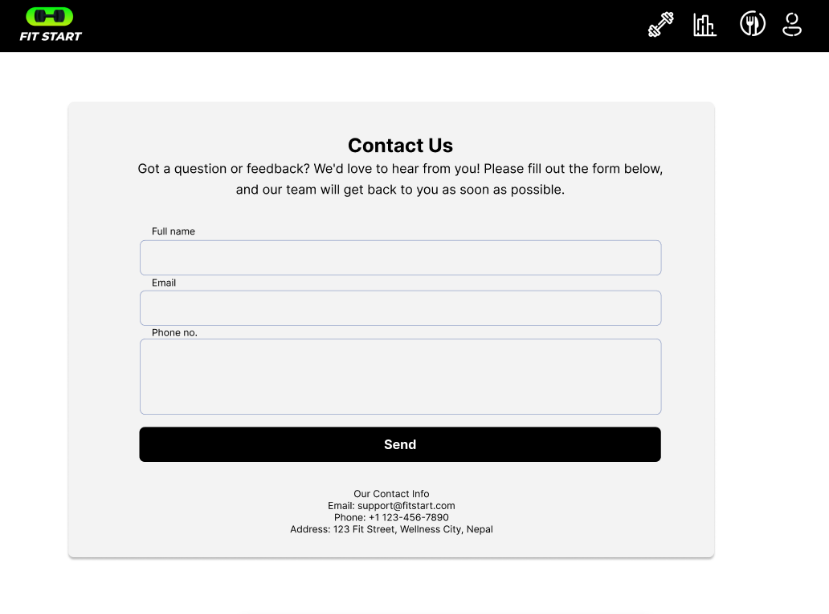 FIT START
Contact Us
Got a question or feedback? We'd love to hear from you! Please fill out the form below,
and our team will get back to you as soon as possible.
Full name
Email
Phone no.
Send
Our Contact Info
Email: support@fitstart.com
Phone: +1 123-456-7890
Address: 123 Fit Street, Wellness City, Nepal